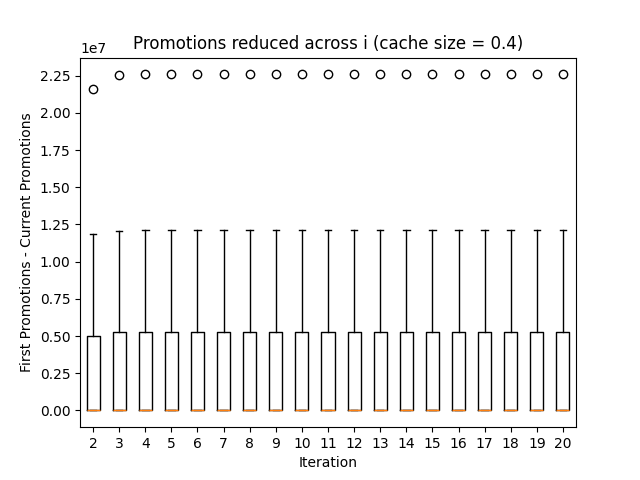 Promotions reduced across i (cache size = 0.4)
1e7
2.25
2.00
1.75
1.50
1.25
1.00
0.75
0.50
0.25
0.00
First Promotions - Current Promotions
2 3 4 5 6 7 8 9 10 11 12 13 14 15 16 17 18 19 20
Iteration